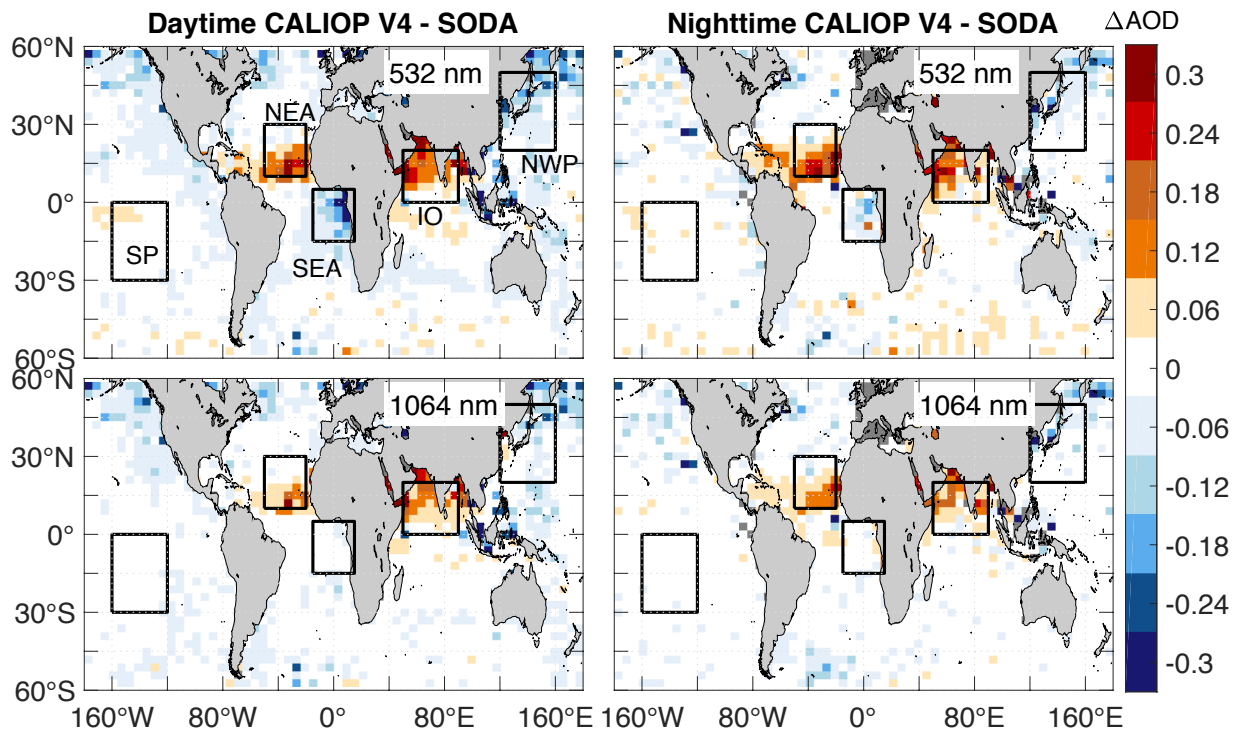 Daytime CALIOP V4 - SODA
Nighttime CALIOP V4 - SODA
ΔAOD
60°N
30°N
0°
30°S
60°S
532 nm
NEA
NWP
IO
SP
SEA
532 nm
0.3
0.24
0.18
0.12
0.06
0
-0.06
-0.12
-0.18
-0.24
-0.3
60°N
30°N
0°
30°S
60°S
1064 nm
1064 nm
160°W 80°W 0° 80°E 160°E
160°W 80°W 0° 80°E 160°E